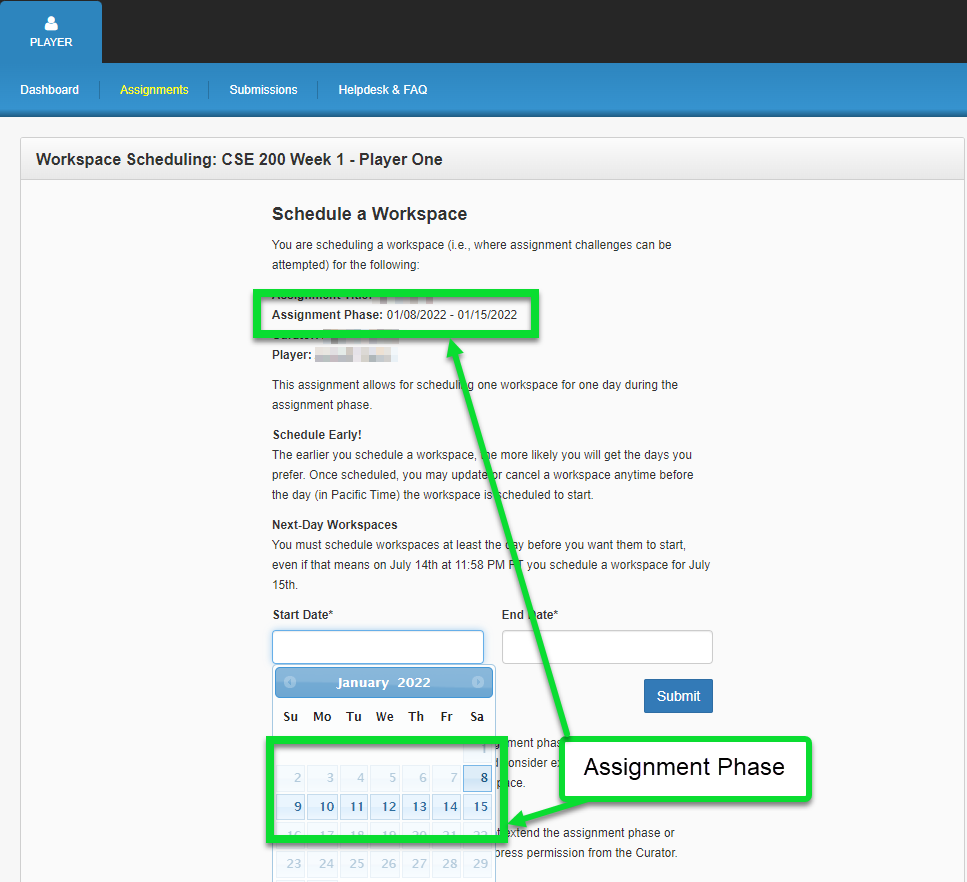 PLAYER
Dashboard Assignments Submissions Helpdesk & FAQ
Workspace Scheduling: CSE 200 Week 1 - Player One
Schedule a Workspace
You are scheduling a workspace (i.e., where assignment challenges can be
attempted) for the following:
Assignment Title:
Assignment Phase: 01/08/2022 - 01/15/2022
Curator:
Player:
This assignment allows for scheduling one workspace for one day during the
assignment phase.
Schedule Early!
The earlier you schedule a workspace, the more likely you will get the days you
prefer. Once scheduled, you may update or cancel a workspace anytime before
the day (in Pacific Time) the workspace is scheduled to start.
Next-Day Workspaces
You must schedule workspaces at least the day before you want them to start,
even if that means on July 14th at 11:58 PM PT you schedule a workspace for July
15th.
Start Date* End Date*
January 2022
Submit
Su Mo Tu We Th Fr Sa
1
2 3 4 5 6 7 8
9 10 11 12 13 14 15
16 17 18 19 20 21 22
23 24 25 26 27 28 29
Assignment Phase
extend the assignment phase or
permission from the Curator.